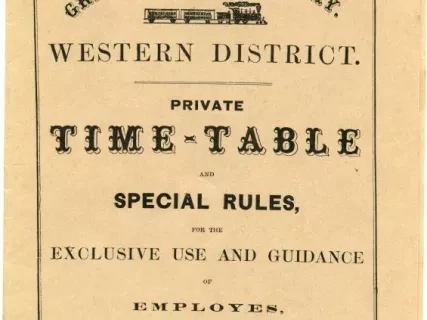 WESTERN DISTRICT.
PRIVATE
TIME-TABLE
AND
SPECIAL RULES,
FOR THE
EXCLUSIVE USE AND GUIDANCE
OF
EMPLOYES,